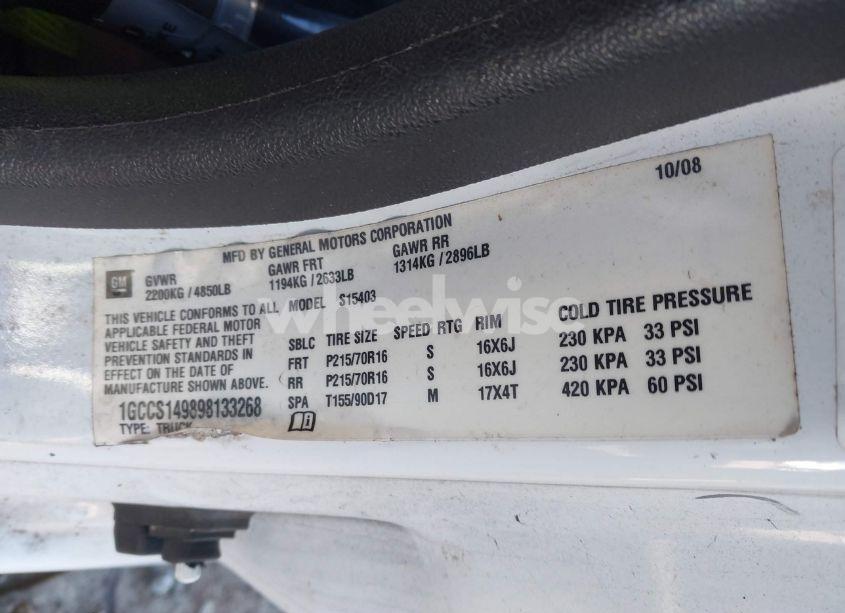 10/08
MFD BY GENERAL MOTORS CORPORATION
GM
GVWR GAWR FRT GAWR RR
2200KG / 4850LB 1194KG / 2633LB 1314KG / 2896LB
THIS VEHICLE CONFORMS TO ALL MODEL S15403
APPLICABLE FEDERAL MOTOR
VEHICLE SAFETY AND THEFT
PREVENTION STANDARDS IN
EFFECT ON THE DATE OF
MANUFACTURE SHOWN ABOVE.
1GCCS149898133268
TYPE: TRUCK
SBLC TIRE SIZE SPEED RTG RIM COLD TIRE PRESSURE
FRT P215/70R16 S 16X6J 230 KPA 33 PSI
RR P215/70R16 S 16X6J 230 KPA 33 PSI
SPA T155/90D17 M 17X4T 420 KPA 60 PSI
wheelwise